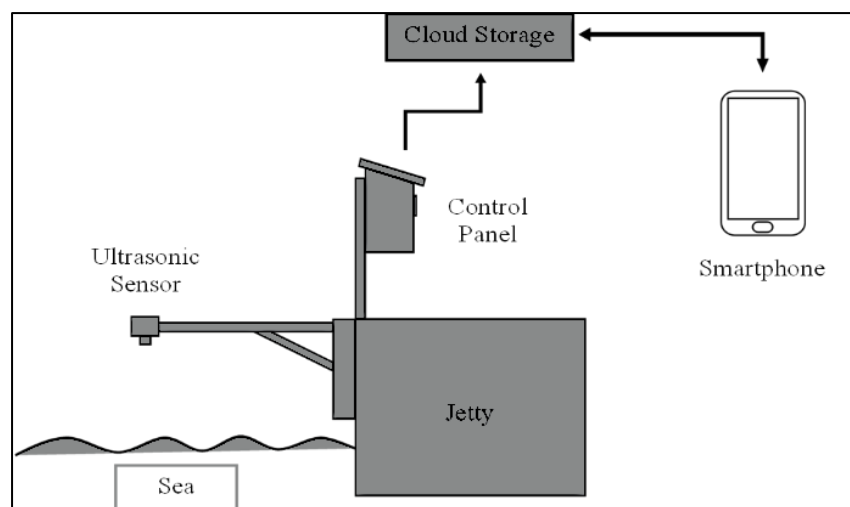 Cloud Storage
Control
Panel
Ultrasonic
Sensor
Smartphone
Jetty
Sea